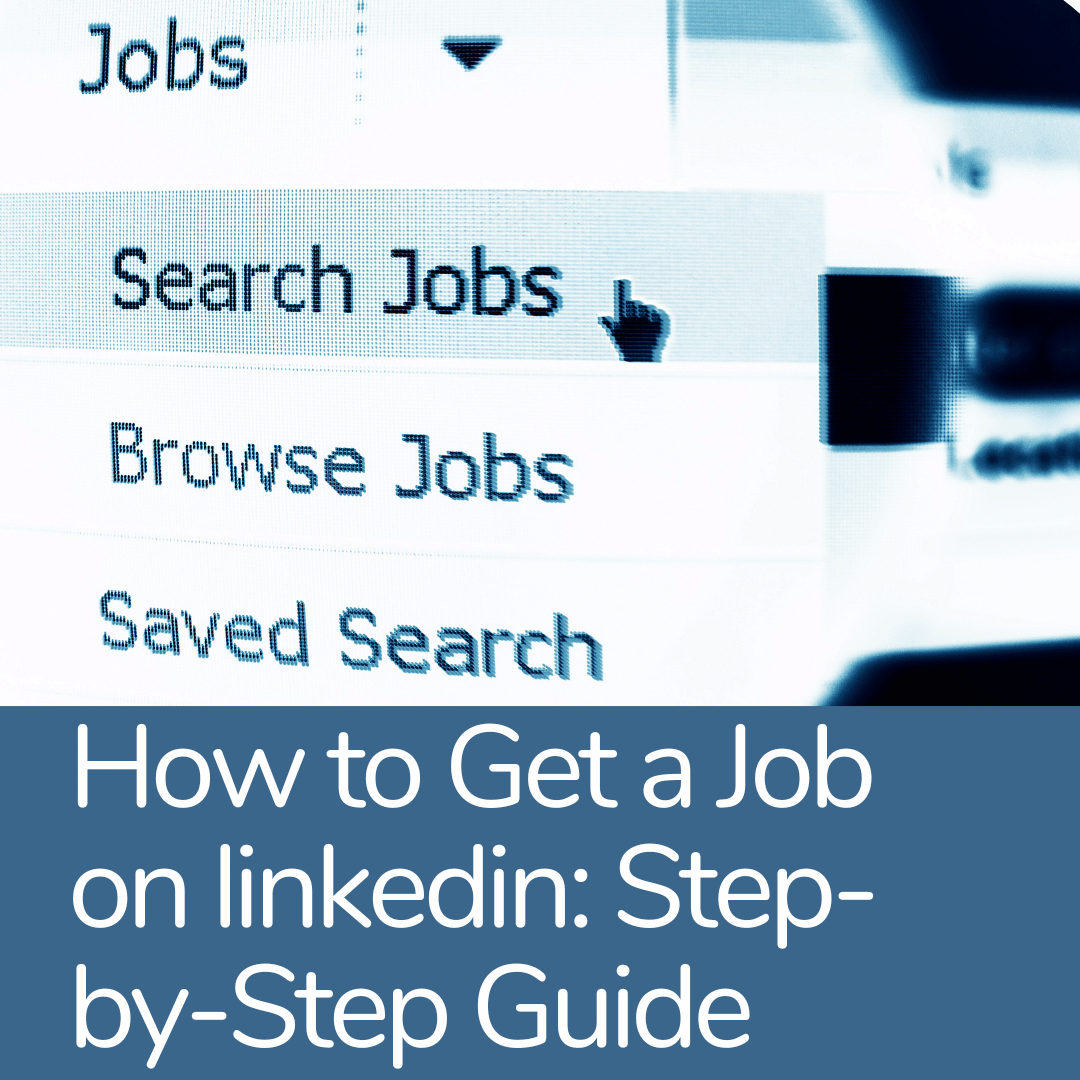 Jobs
Search Jobs
Browse Jobs
Saved Search
How to Get a Job
on linkedin: Step-
by-Step Guide